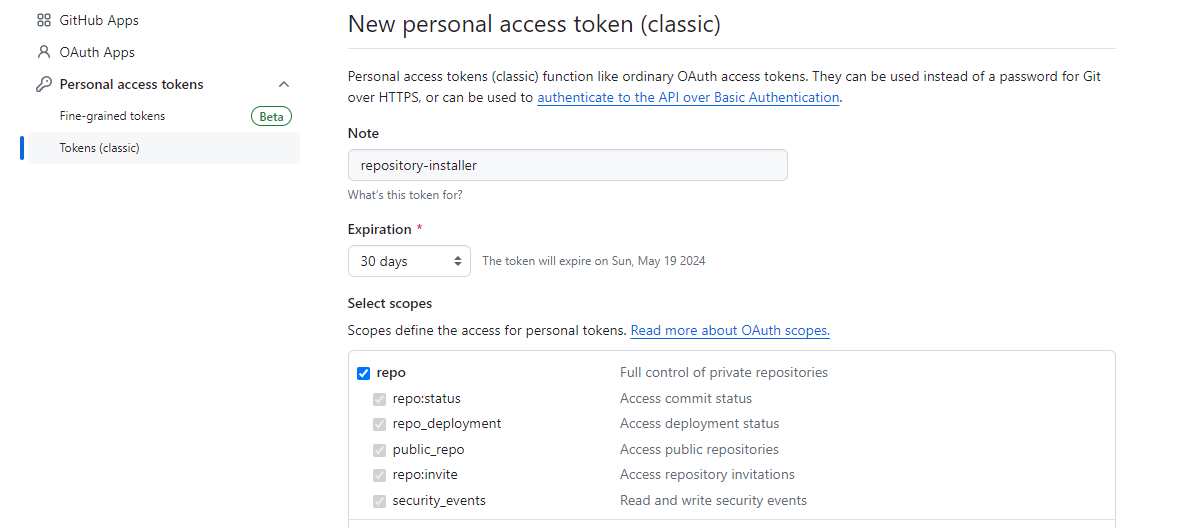 GitHub Apps
OAuth Apps
Personal access tokens
Fine-grained tokens Beta
Tokens (classic)
New personal access token (classic)
Personal access tokens (classic) function like ordinary OAuth access tokens. They can be used instead of a password for Git
over HTTPS, or can be used to authenticate to the API over Basic Authentication.
Note
repository-installer
What's this token for?
Expiration *
30 days The token will expire on Sun, May 19 2024
Select scopes
Scopes define the access for personal tokens. Read more about OAuth scopes.
repo Full control of private repositories
repo:status Access commit status
repo_deployment Access deployment status
public_repo Access public repositories
repo:invite Access repository invitations
security_events Read and write security events